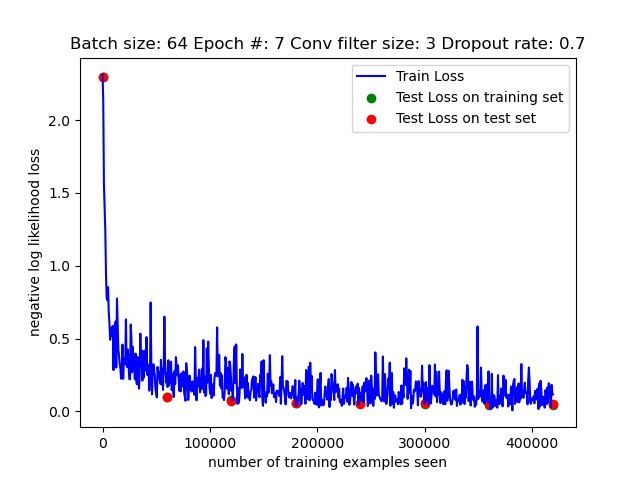 Batch size: 64 Epoch #: 7 Conv filter size: 3 Dropout rate: 0.7
Train Loss
Test Loss on training set
Test Loss on test set
negative log likelihood loss
2.0
1.5
1.0
0.5
0.0
0 100000 200000 300000 400000
number of training examples seen